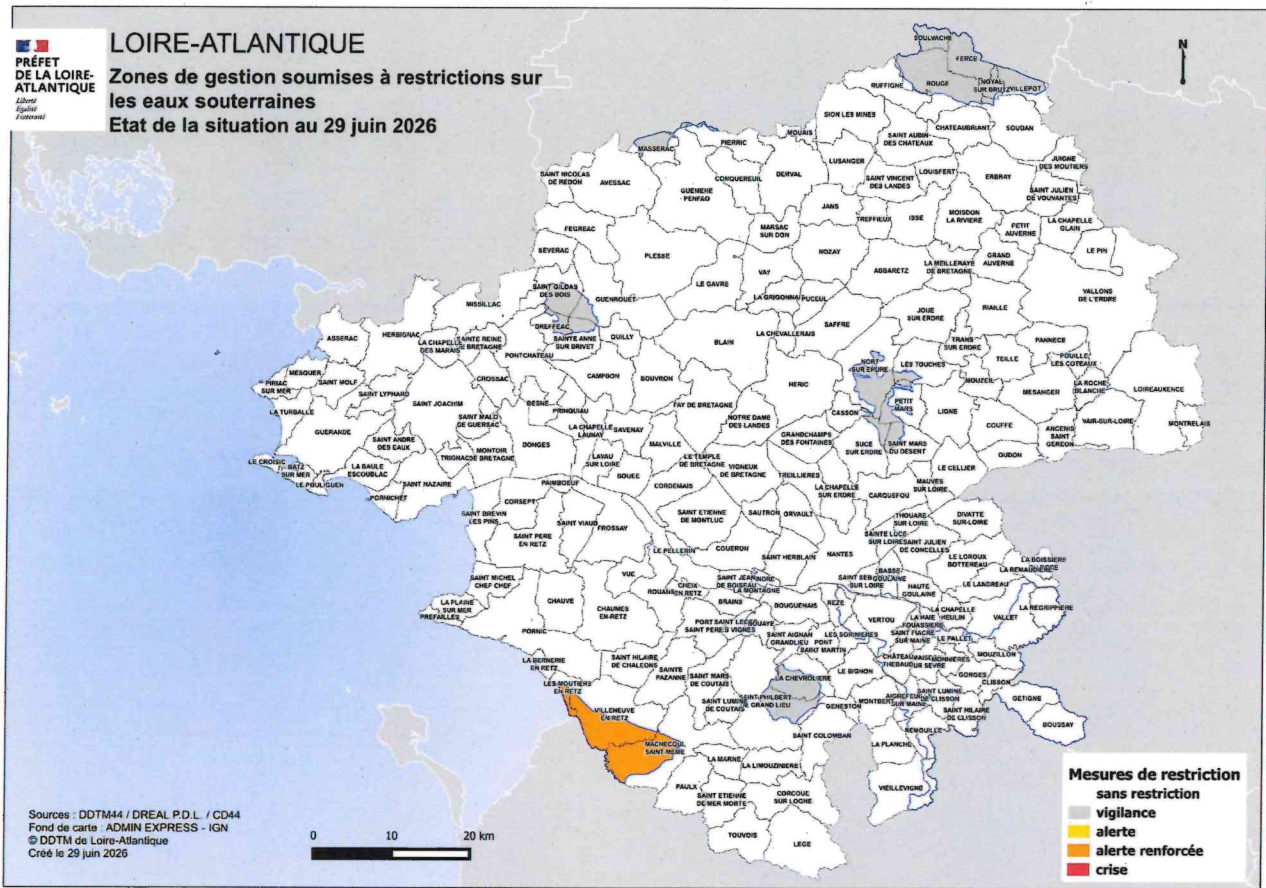 PRÉFET
DE LA LOIRE-
ATLANTIQUE
Liberté
Égalité
Fraternité
LOIRE-ATLANTIQUE
Zones de gestion soumises à restrictions sur
les eaux souterraines
Etat de la situation au 29 juin 2026
N
SOULVACHE
FERCE
ROUGE
NOYAL
SUR BRUTZ
VILLEPOT
RUFFIGNE
SION LES MINES
CHATEAUBRIANT
SOUDAN
SAINT AUBIN
DES CHATEAUX
MOUAIS
PIERRIC
MASSERAC
LUSANGER
JUIGNE
DES MOUTIERS
SAINT NICOLAS
DE REDON
AVESSAC
CONQUEREUIL
DERVAL
SAINT VINCENT
DES LANDES
LOUISFERT
ERBRAY
GUEMENE
-PENFAO
SAINT JULIEN
DE VOUVANTES
JANS
TREFFIEUX
ISSE
MOISDON
LA RIVIERE
PETIT
AUVERNE
LA CHAPELLE
GLAIN
FEGREAC
MARSAC
SUR DON
SEVERAC
PLESSE
NOZAY
ABBARETZ
LA MEILLERAYE
DE BRETAGNE
GRAND
AUVERNE
LE PIN
VAY
LE GAVRE
SAINT GILDAS
DES BOIS
GUENROUET
LA GRIGONNAIS
PUCEUL
VALLONS
DE L'ERDRE
MISSILLAC
RIAILLE
JOUE
SUR ERDRE
DREFFEAC
SAINTE ANNE
SUR BRIVET
QUILLY
BLAIN
LA CHEVALLERAIS
SAFFRE
ASSERAC
HERBIGNAC
LA CHAPELLE
DES MARAIS
SAINTE REINE
DE BRETAGNE
PONTCHATEAU
TRANS
SUR ERDRE
TEILLE
PANNECE
POUILLE
LES COTEAUX
NORT
SUR ERDRE
LES TOUCHES
MOUZEIL
MESANGER
LA ROCHE
BLANCHE
LOIREAUXENCE
MESQUER
PIRIAC
SUR MER
SAINT MOLF
SAINT LYPHARD
CROSSAC
CAMPBON
BOUVRON
HERIC
PETIT
MARS
LIGNE
COUFFE
VAIR-SUR-LOIRE
MONTRELAIS
LA TURBALLE
SAINT JOACHIM
BESNE
PRINQUIAU
FAY DE BRETAGNE
NOTRE DAME
DES LANDES
CASSON
ANCENIS
SAINT
GEREON
GUERANDE
SAINT MALO
DE GUERSAC
LA CHAPELLE
LAUNAY
SAVENAY
GRANDCHAMPS
DES FONTAINES
SUCE
SUR ERDRE
SAINT MARS
DU DESERT
OUDON
SAINT ANDRE
DES EAUX
MONTOIR
DE BRETAGNE
TRIGNAC
DONGES
LAVAU
SUR LOIRE
MALVILLE
LE TEMPLE
DE BRETAGNE
VIGNEUX
DE BRETAGNE
LE CELLIER
LE CROISIC
BATZ
SUR MER
LE POULIGUEN
LA BAULE
ESCOUBLAC
PORNICHET
SAINT NAZAIRE
BOUEE
CORDEMAIS
TREILLIERES
LA CHAPELLE
SUR ERDRE
CARQUEFOU
MAUVES
SUR LOIRE
PAIMBOEUF
CORSEPT
SAINT BREVIN
LES PINS
SAINT VIAUD
FROSSAY
SAINT ETIENNE
DE MONTLUC
SAUTRON
ORVAULT
THOUARE
SUR LOIRE
DIVATTE
SUR-LOIRE
SAINT PERE
EN RETZ
LE PELLERIN
COUERON
SAINT HERBLAIN
NANTES
SAINTE LUCE
SUR LOIRE
SAINT JULIEN
DE CONCELLES
LE LOROUX
BOTTEREAU
LA BOISSIERE
LA REMAUDIERE
VUE
ROUANS
CHEIX
EN RETZ
SAINT JEAN
DE BOISEAU
INDRE
LA MONTAGNE
SAINT SEB
SUR LOIRE
BASSE
GOULAINE
HAUTE
GOULAINE
LE LANDREAU
SAINT MICHEL
CHEF CHEF
LA PLAINE
SUR MER
PREFAILLES
CHAUVE
CHAUMES
EN-RETZ
BRAINS
BOUGUENAIS
REZE
VERTOU
LA CHAPELLE
HEULIN
VALLET
LA REGRIPPIERE
PORNIC
PORT
SAINT PERE
BOUAYE
SAINT AIGNAN
GRANDLIEU
PONT
SAINT MARTIN
LES SORINIERES
LA HAIE
FOUASSIERE
SAINT FIACRE
SUR MAINE
LE PALLET
MOUZILLON
LA BERNERIE
EN RETZ
SAINT HILAIRE
DE CHALEONS
SAINTE
PAZANNE
SAINT MARS
DE COUTAIS
LA CHEVROLIERE
LE BIGNON
CHÂTEAU
THEBAUD
MONNIERES
GORGES
CLISSON
LES MOUTIERS
EN RETZ
VILLENEUVE
EN RETZ
SAINT LUMINE
DE COUTAIS
SAINT-PHILBERT
DE GRAND LIEU
GENESTON
MONTBERT
AIGREFEUILLE
SUR MAINE
SAINT LUMINE
DE CLISSON
SAINT HILAIRE
DE CLISSON
GETIGNE
BOUSSAY
MACHECOUL
SAINT MEME
SAINT COLOMBAN
REMOUILLE
LA PLANCHE
LA MARNE
LA LIMOUZINIERE
VIEILLEVIGNE
PAULX
SAINT ETIENNE
DE MER MORTE
CORCOUE
SUR LOGNE
TOUVOIS
LEGE
Mesures de restriction
sans restriction
vigilance
alerte
alerte renforcée
crise
Sources : DDTM44 / DREAL P.D.L. / CD44
Fond de carte : ADMIN EXPRESS - IGN
© DDTM de Loire-Atlantique
Créé le 29 juin 2026
0 10 20 km